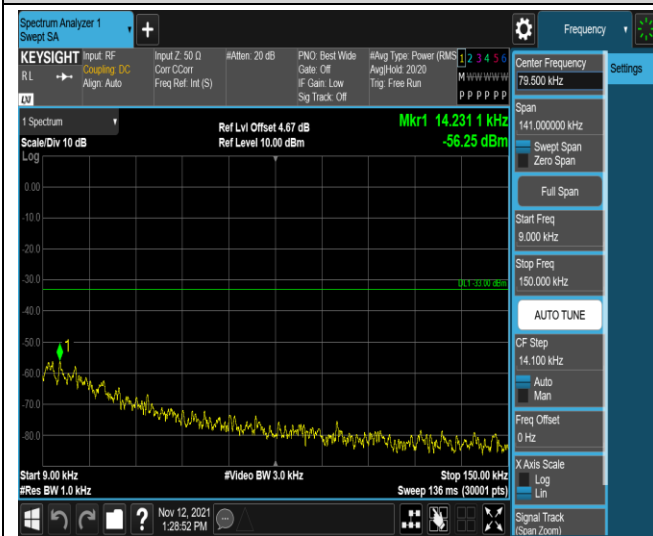 Spectrum Analyzer 1
Swept SA
+
Frequency
KEYSIGHT
RL
LXI
Input: RF
Coupling: DC
Align: Auto
Input Z: 50 Ω
Corr CCorr
Freq Ref: Int (S)
#Atten: 20 dB
PNO: Best Wide
Gate: Off
IF Gain: Low
Sig Track: Off
#Avg Type: Power (RMS
Avg|Hold: 20/20
Trig: Free Run
1 2 3 4 5 6
M W W W W W
P P P P P P
1 Spectrum
Scale/Div 10 dB
Ref Lvl Offset 4.67 dB
Ref Level 10.00 dBm
Mkr1 14.231 1 kHz
-56.25 dBm
Log
0.00
-10.0
-20.0
-30.0
DL1 -33.00 dBm
-40.0
-50.0
1
-60.0
-70.0
-80.0
Start 9.00 kHz
#Res BW 1.0 kHz
#Video BW 3.0 kHz
Stop 150.00 kHz
Sweep 136 ms (30001 pts)
?
Nov 12, 2021
1:28:52 PM
Center Frequency
79.500 kHz
Settings
Span
141.000000 kHz
Swept Span
Zero Span
Full Span
Start Freq
9.000 kHz
Stop Freq
150.000 kHz
AUTO TUNE
CF Step
14.100 kHz
Auto
Man
Freq Offset
0 Hz
X Axis Scale
Log
Lin
Signal Track
(Span Zoom)